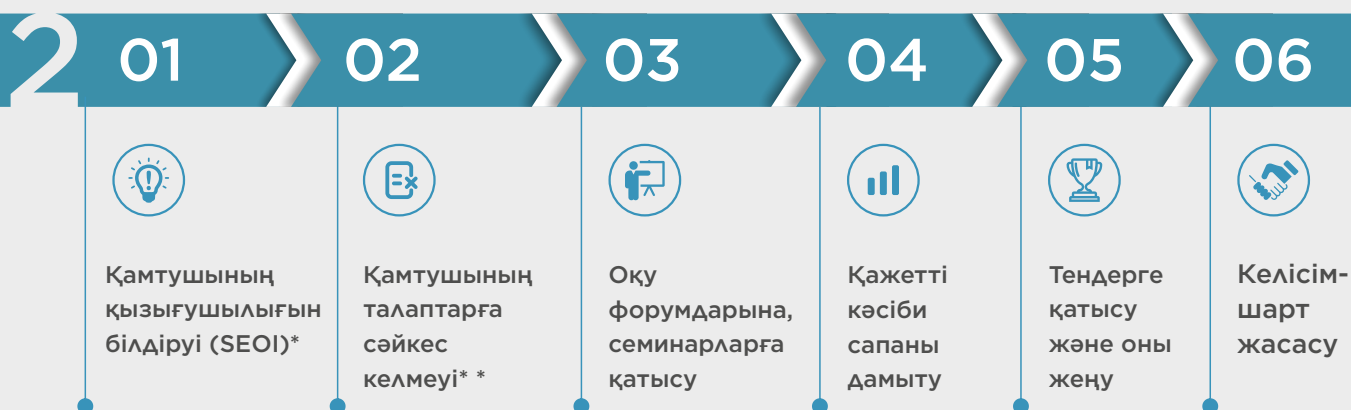 2
01
02
03
04
05
06
Қамтушының
қызығушылығын
білдіруі (SEOI)*
Қамтушының
талаптарға
сәйкес
келмеуі* *
Оқу
форумдарына,
семинарларға
қатысу
Қажетті
кәсіби
сапаны
дамыту
Тендерге
қатысу
және оны
жеңу
Келісім-
шарт
жасасу